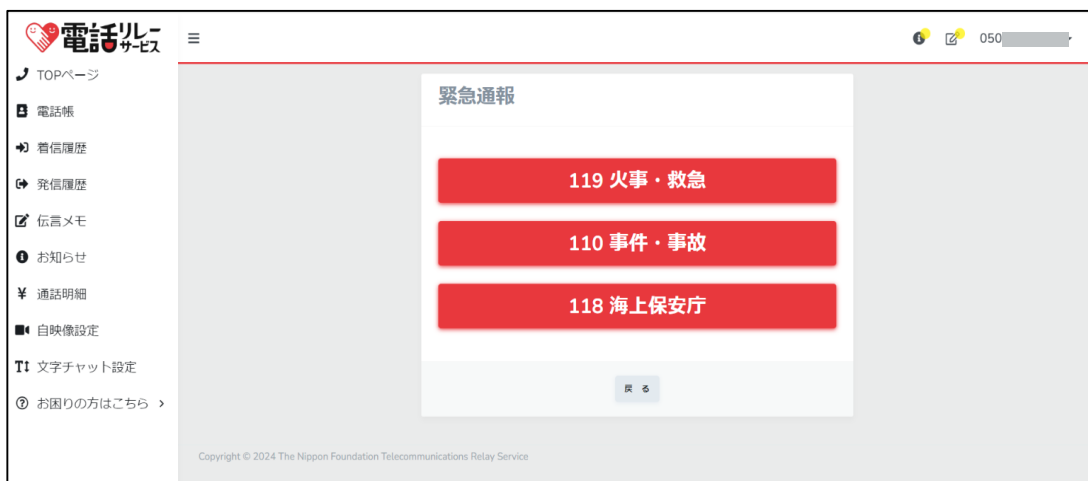 電話リレーサービス
050
TOPページ
電話帳
着信履歴
発信履歴
伝言メモ
お知らせ
¥ 通話明細
自映像設定
文字チャット設定
お困りの方はこちら
緊急通報
119 火事・救急
110 事件・事故
118 海上保安庁
戻 る
Copyright © 2024 The Nippon Foundation Telecommunications Relay Service